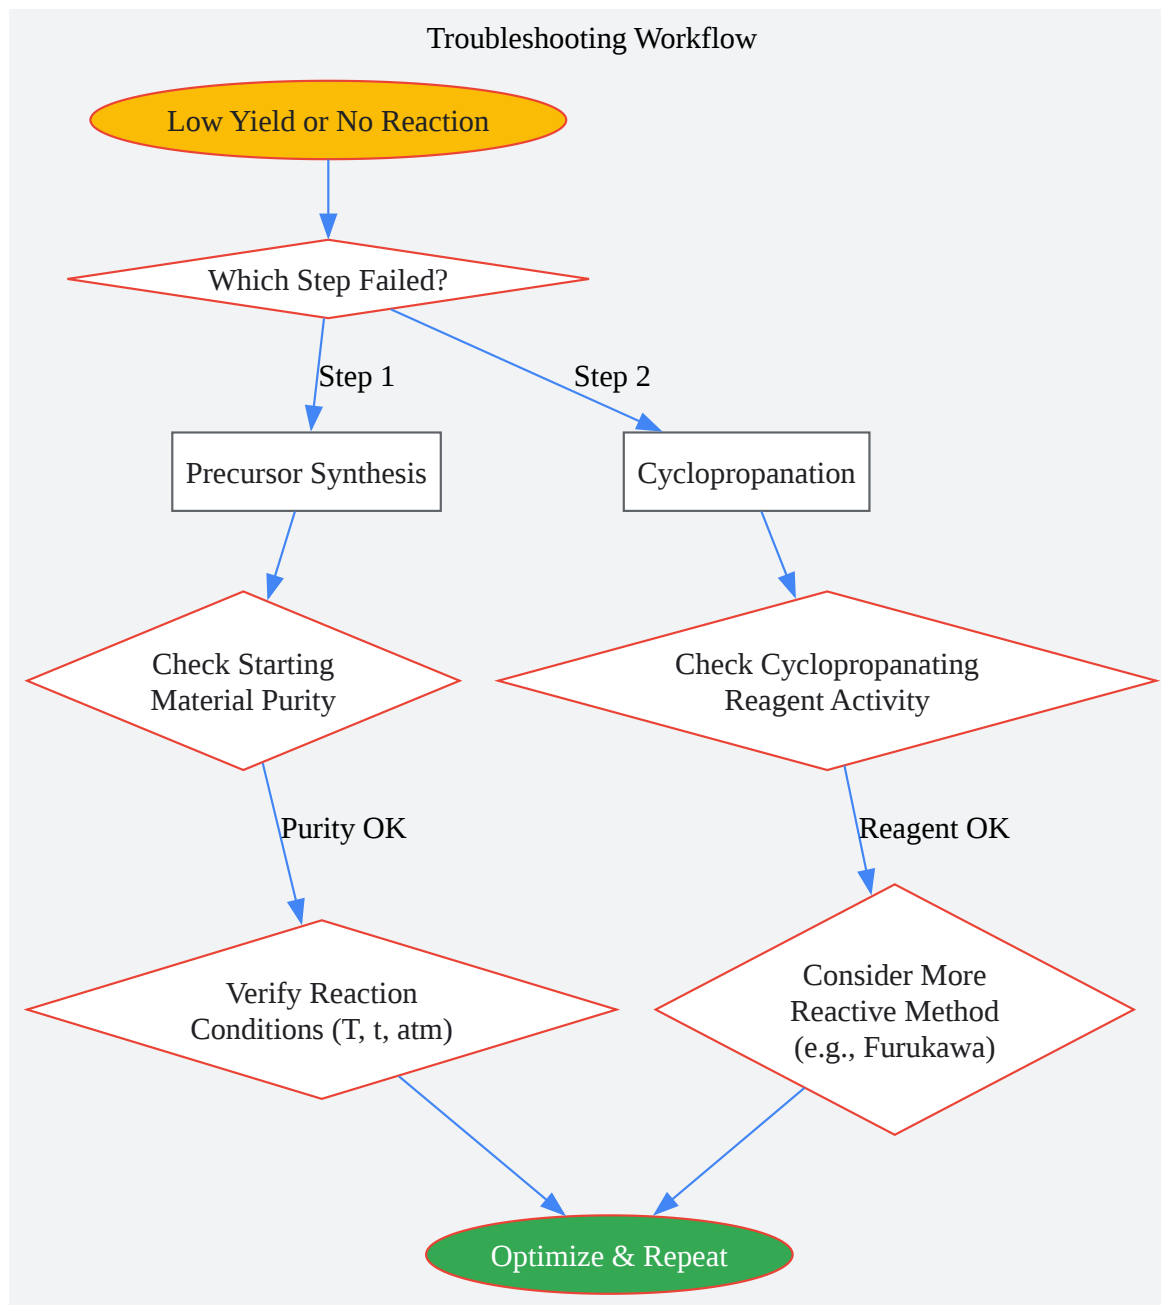 Troubleshooting Workflow
Low Yield or No Reaction
Which Step Failed?
Step 1
Step 2
Precursor Synthesis
Cyclopropanation
Check Starting
Material Purity
Check Cyclopropanating
Reagent Activity
Purity OK
Reagent OK
Verify Reaction
Conditions (T, t, atm)
Consider More
Reactive Method
(e.g., Furukawa)
Optimize & Repeat